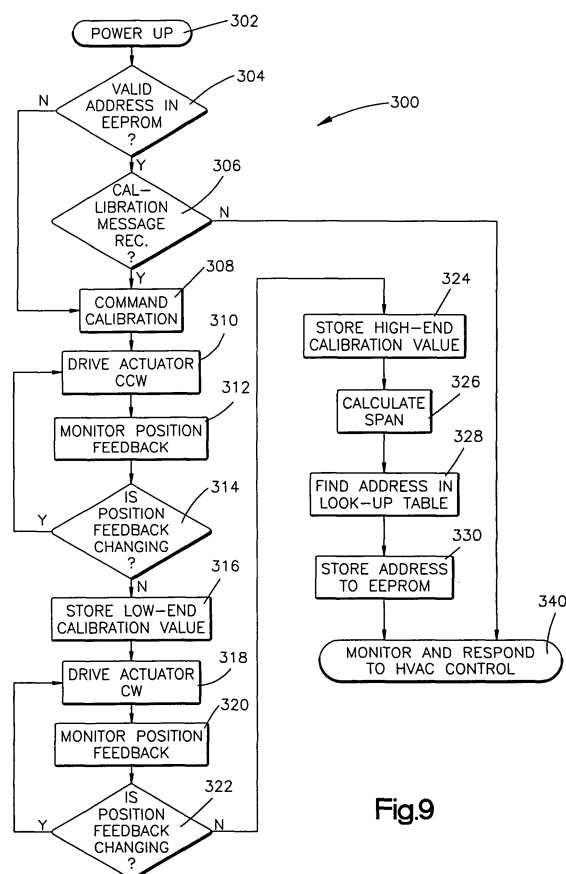 POWER UP
302
304
VALID
ADDRESS IN
EEPROM
?
N
Y
300
306
CAL-
LIBRATION
MESSAGE
REC.
?
N
Y
308
COMMAND
CALIBRATION
310
DRIVE ACTUATOR
CCW
312
MONITOR POSITION
FEEDBACK
314
IS
POSITION
FEEDBACK
CHANGING
?
Y
N
316
STORE LOW-END
CALIBRATION VALUE
318
DRIVE ACTUATOR
CW
320
MONITOR POSITION
FEEDBACK
322
IS
POSITION
FEEDBACK
CHANGING
?
Y
N
324
STORE HIGH-END
CALIBRATION VALUE
326
CALCULATE
SPAN
328
FIND ADDRESS IN
LOOK-UP TABLE
330
STORE ADDRESS
TO EEPROM
340
MONITOR AND RESPOND
TO HVAC CONTROL
Fig.9